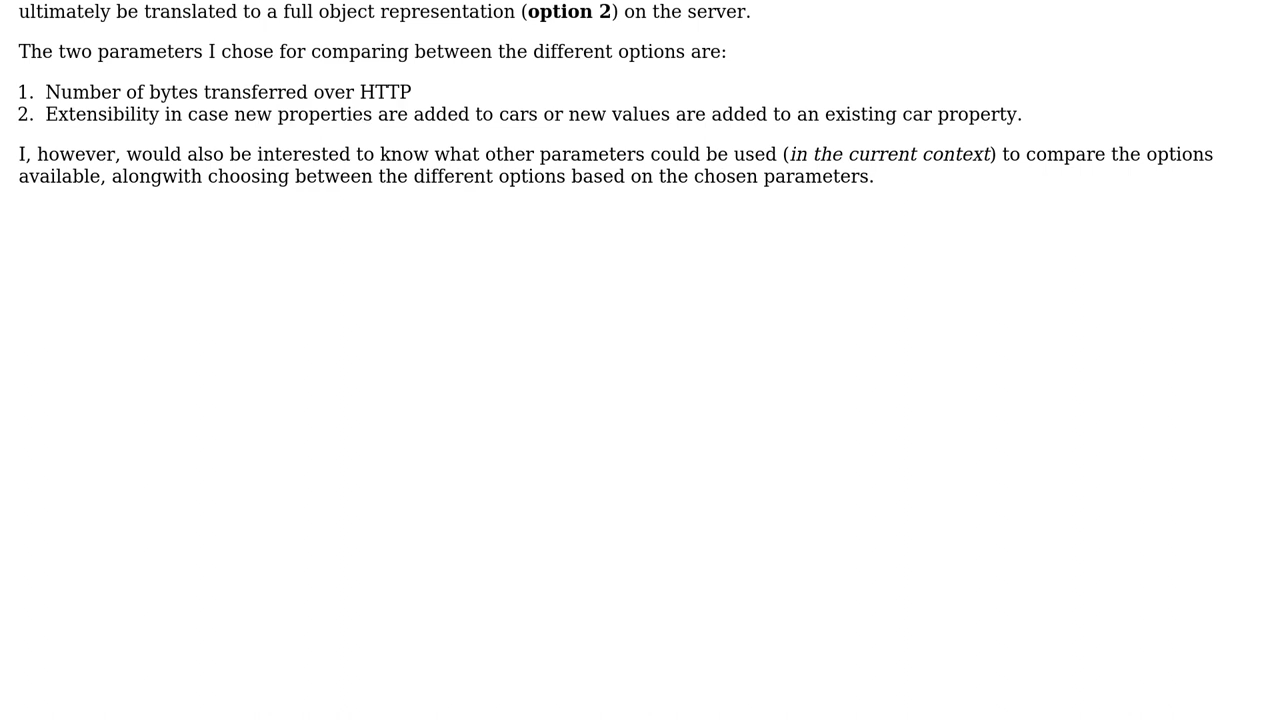 ultimately be translated to a full object representation (option 2) on the server.
The two parameters I chose for comparing between the different options are:
1. Number of bytes transferred over HTTP
2. Extensibility in case new properties are added to cars or new values are added to an existing car property.
I, however, would also be interested to know what other parameters could be used (in the current context) to compare the options
available, alongwith choosing between the different options based on the chosen parameters.